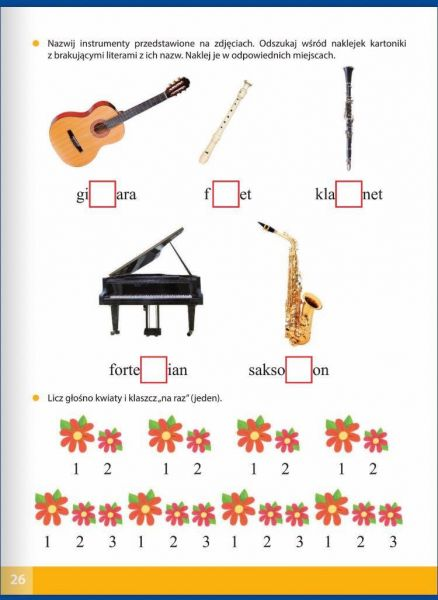 Nazwij instrumenty przedstawione na zdjęciach. Odszukaj wśród naklejek kartoniki
z brakującymi literami z ich nazw. Naklej je w odpowiednich miejscach.
gi ara f et kla net
forte ian sakso on
Licz głośno kwiaty i klaszcz „na raz” (jeden).
1 2 1 2 1 2 1 2
1 2 3 1 2 3 1 2 3 1 2 3
26